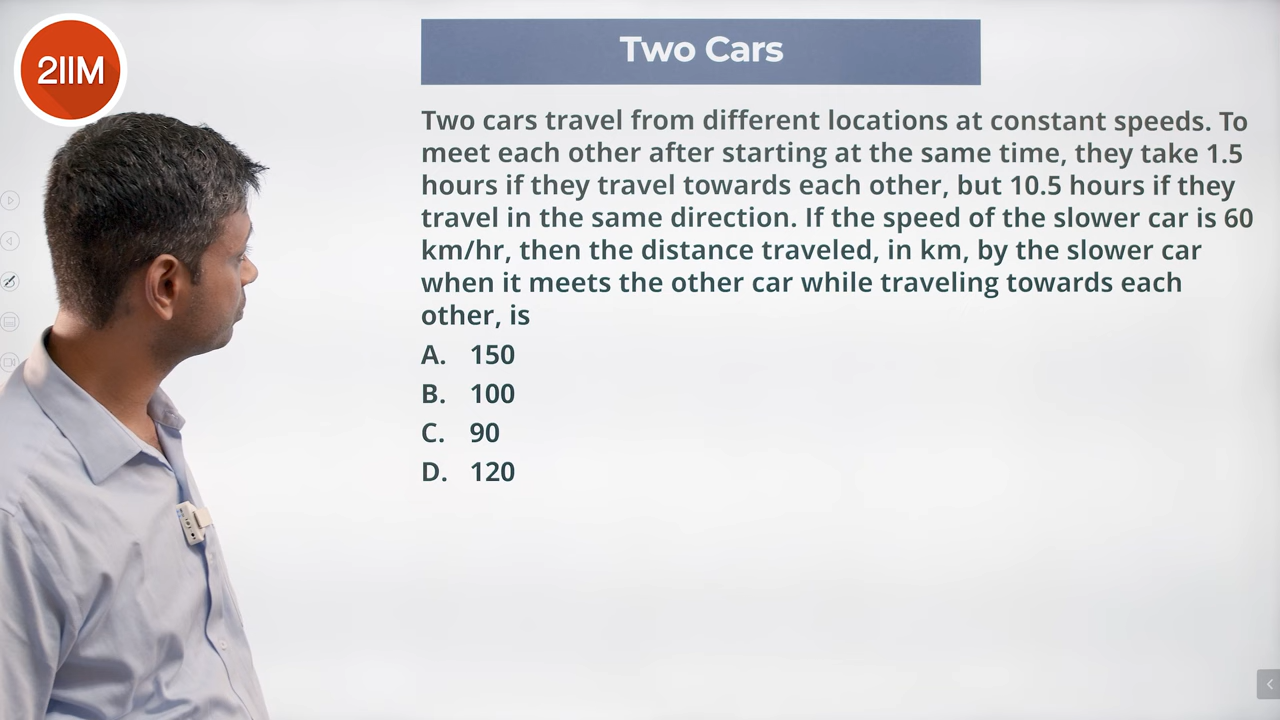 2IIM
Two Cars
Two cars travel from different locations at constant speeds. To
meet each other after starting at the same time, they take 1.5
hours if they travel towards each other, but 10.5 hours if they
travel in the same direction. If the speed of the slower car is 60
km/hr, then the distance traveled, in km, by the slower car
when it meets the other car while traveling towards each
other, is
A. 150
B. 100
C. 90
D. 120